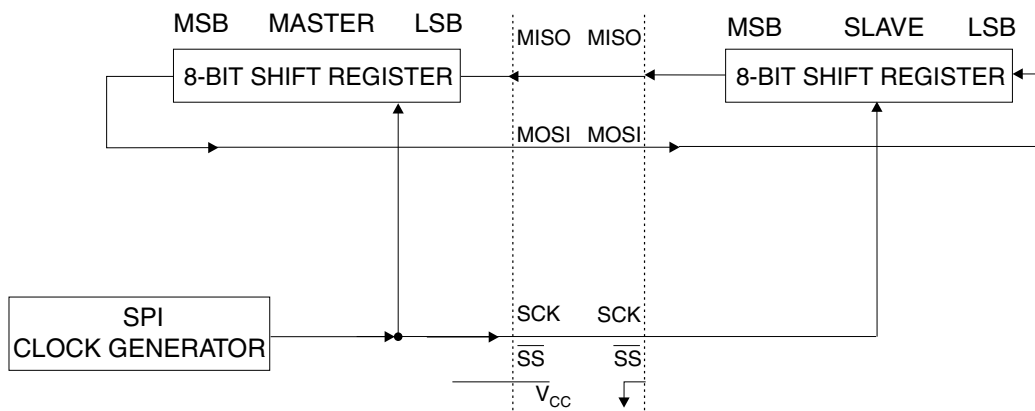 MSB MASTER LSB
MISO MISO
MSB SLAVE LSB
8-BIT SHIFT REGISTER
8-BIT SHIFT REGISTER
MOSI MOSI
SPI
CLOCK GENERATOR
SCK SCK
SS SS
VCC